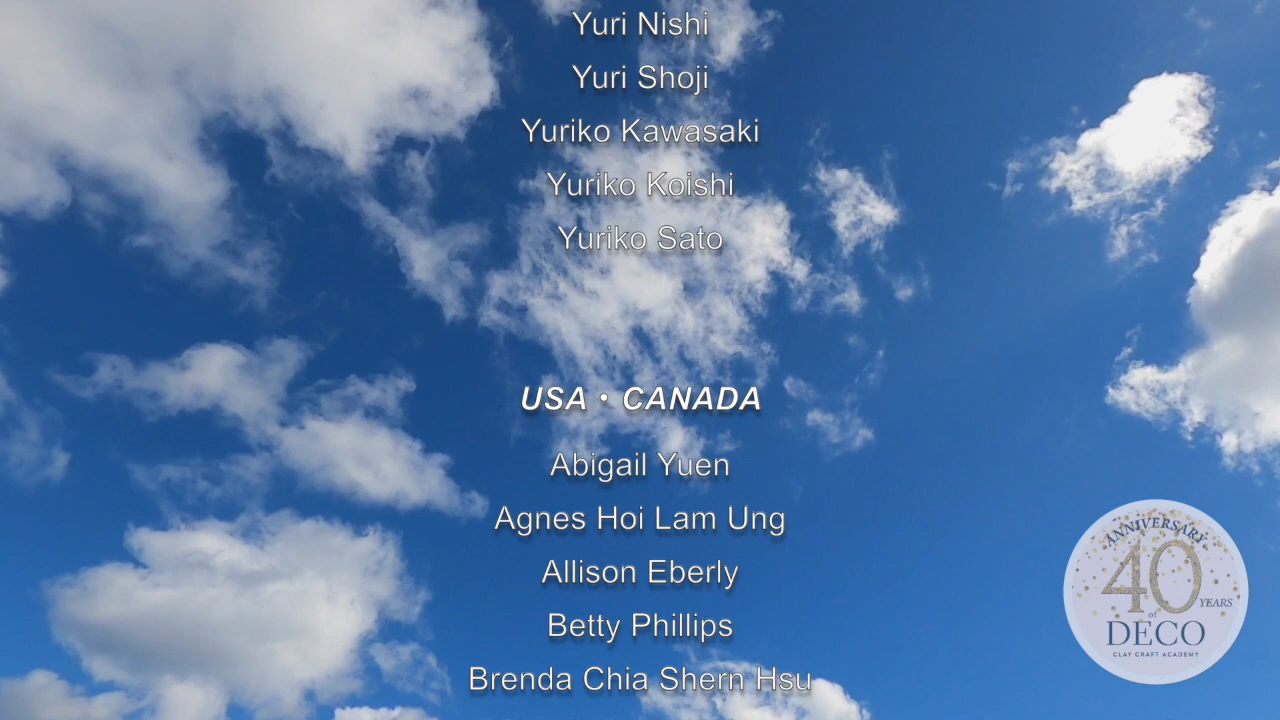 Yuri Nishi
Yuri Shoji
Yuriko Kawasaki
Yuriko Koishi
Yuriko Sato
USA • CANADA
Abigail Yuen
Agnes Hoi Lam Ung
Allison Eberly
Betty Phillips
Brenda Chia Shern Hsu
ANNIVERSARY
40
YEARS
of
DECO
CLAY CRAFT ACADEMY